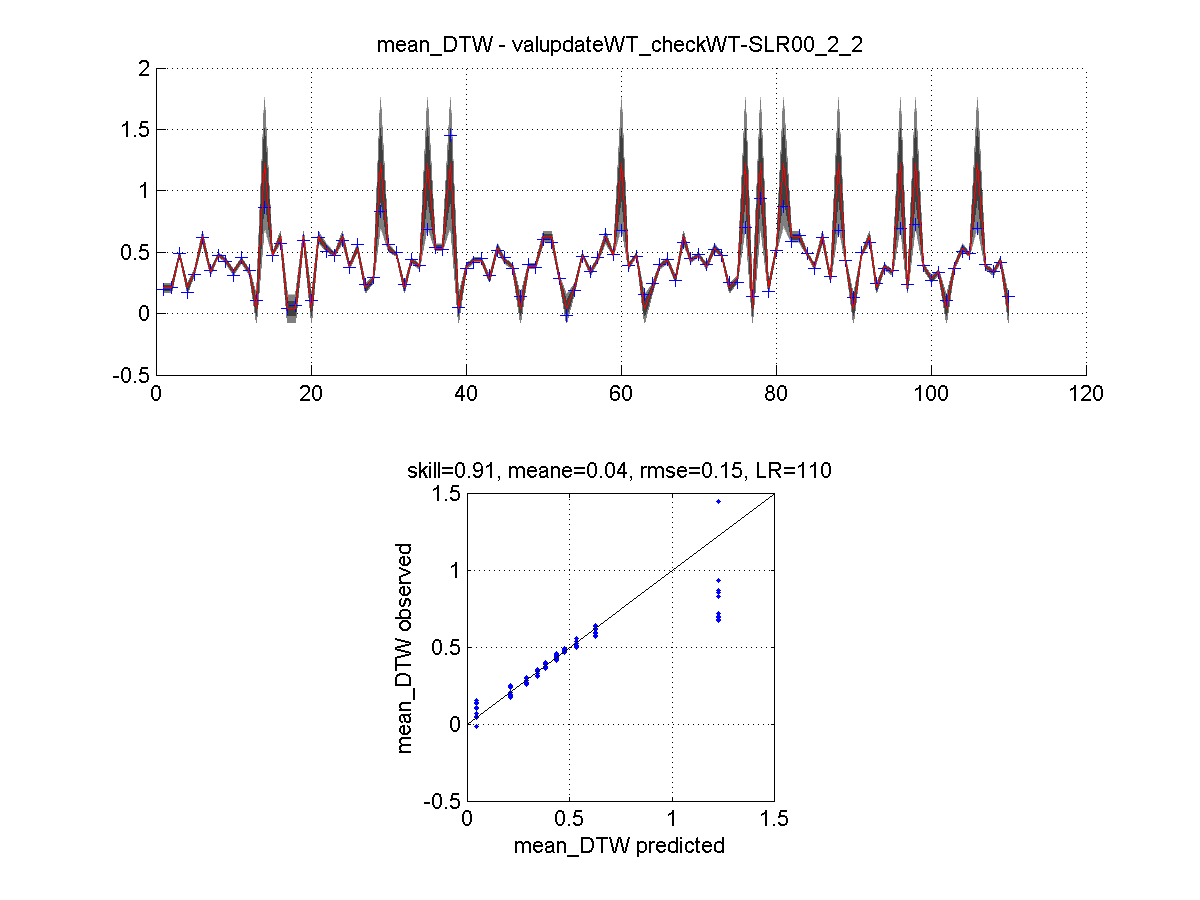 mean_DTW - valupdateWT_checkWT-SLR00_2_2
2
1.5
1
0.5
0
-0.5
0 20 40 60 80 100 120
skill=0.91, meane=0.04, rmse=0.15, LR=110
1.5
1
0.5
0
-0.5
mean_DTW observed
0 0.5 1 1.5
mean_DTW predicted